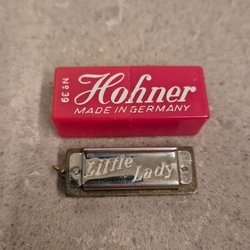 Nº 39
Hohner
MADE IN GERMANY
Little Lady